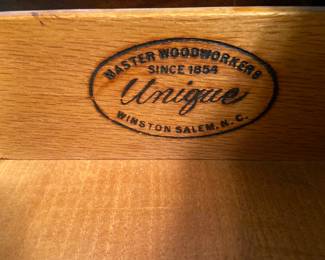 MASTER WOODWORKERS
SINCE 1854
Unique
WINSTON SALEM, N.C.